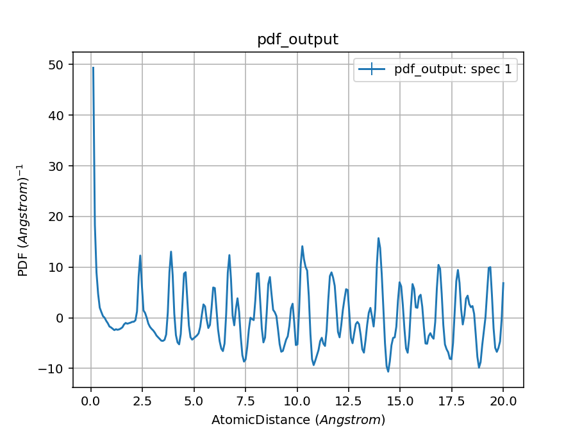 pdf_output
pdf_output: spec 1
PDF (Angstrom)⁻¹
50
40
30
20
10
0
−10
0.0 2.5 5.0 7.5 10.0 12.5 15.0 17.5 20.0
AtomicDistance (Angstrom)